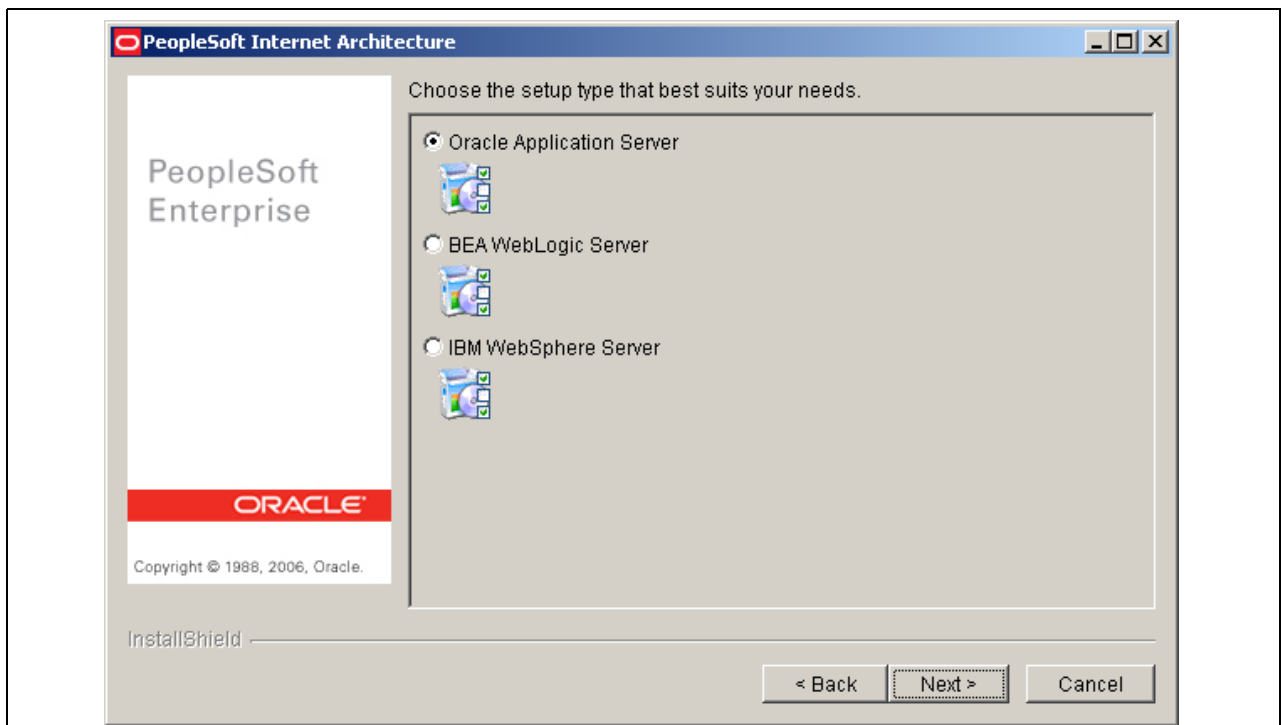 PeopleSoft Internet Architecture
Choose the setup type that best suits your needs.
PeopleSoft
Enterprise
Oracle Application Server
BEA WebLogic Server
IBM WebSphere Server
ORACLE
Copyright © 1988, 2006, Oracle.
InstallShield
< Back
Next >
Cancel